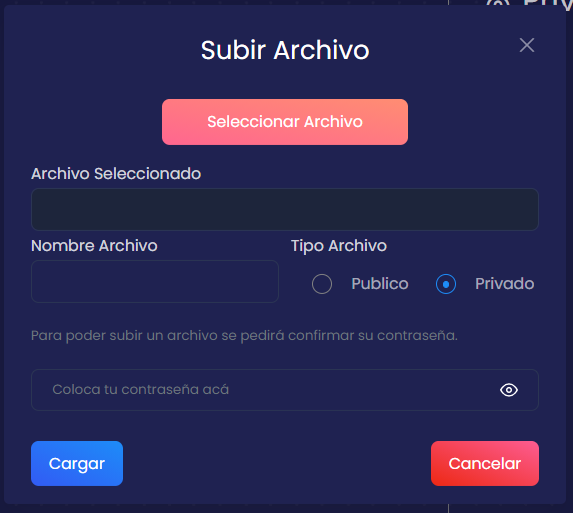 Subir Archivo
Seleccionar Archivo
Archivo Seleccionado
Nombre Archivo
Tipo Archivo
Publico
Privado
Para poder subir un archivo se pedirá confirmar su contraseña.
Coloca tu contraseña acá
Cargar
Cancelar